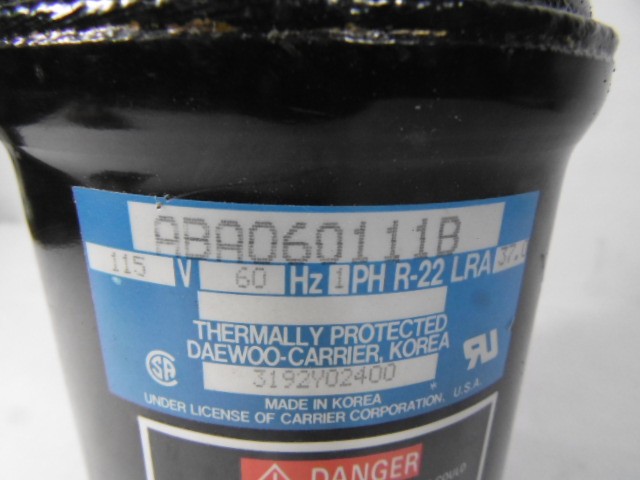 ABA060111B
115 V 60 Hz 1 PH R-22 LRA
THERMALLY PROTECTED
DAEWOO-CARRIER, KOREA
3192Y02400
MADE IN KOREA
UNDER LICENSE OF CARRIER CORPORATION, U.S.A.
DANGER
COULD